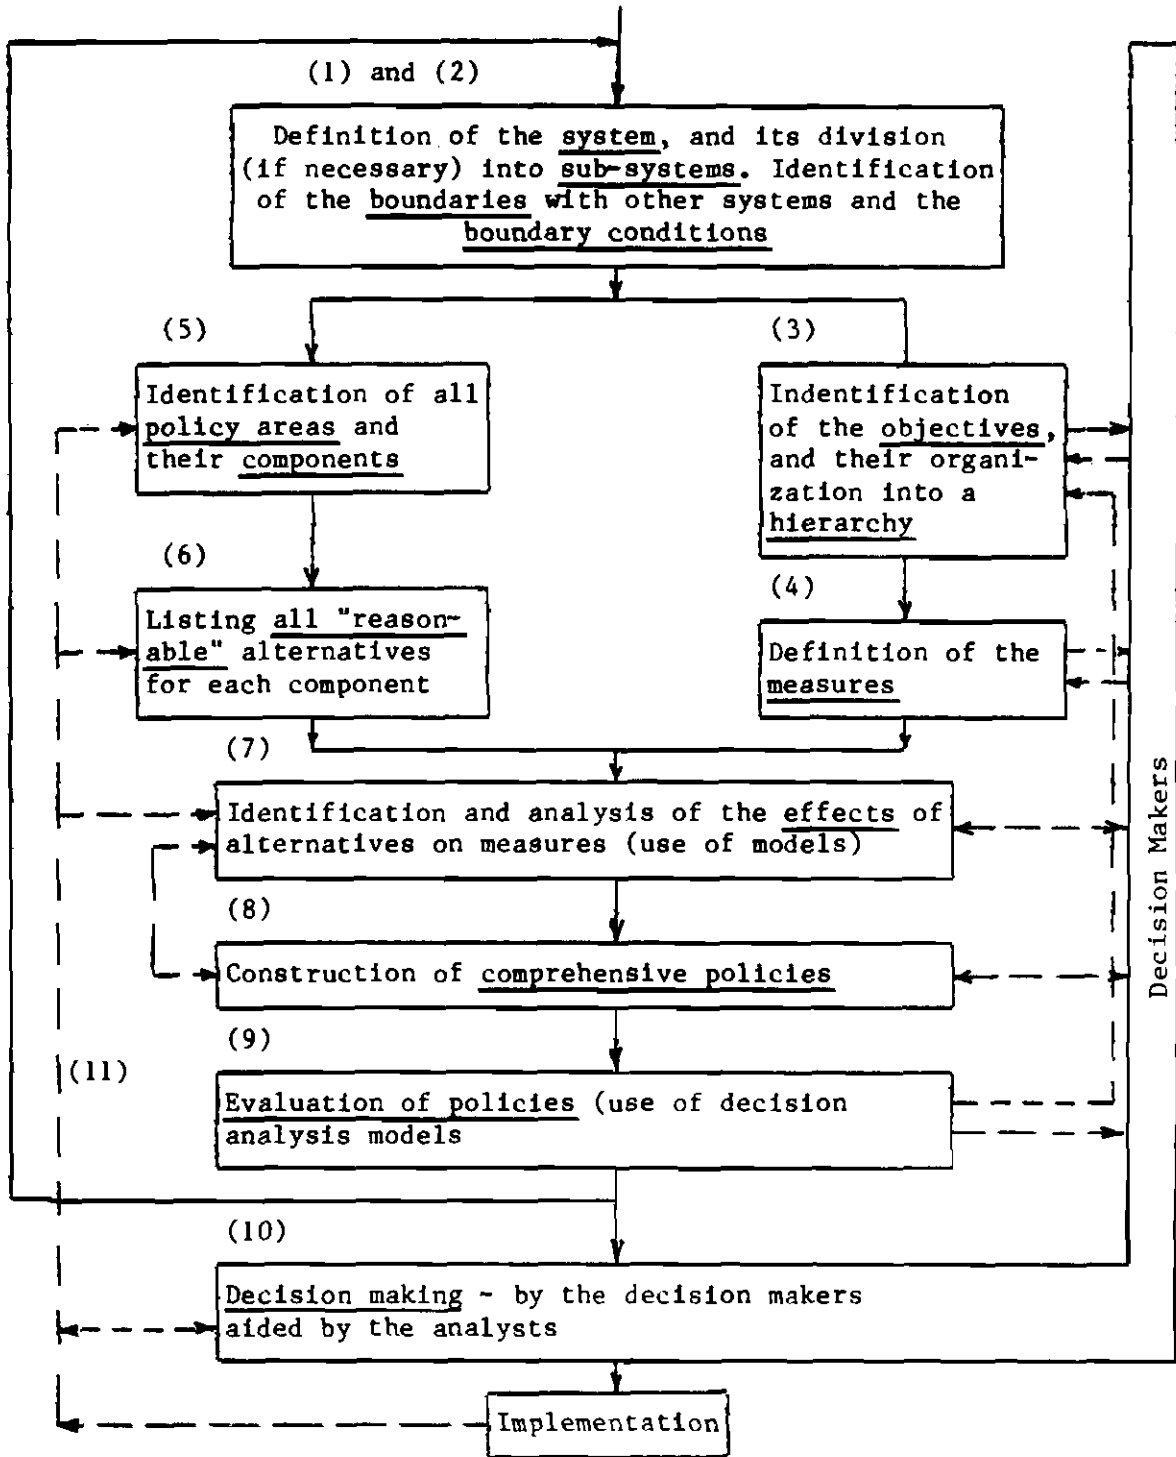 (1) and (2)
Definition of the system, and its division
(if necessary) into sub-systems. Identification
of the boundaries with other systems and the
boundary conditions
(5)
Identification of all
policy areas and
their components
(3)
Indentification
of the objectives,
and their organi-
zation into a
hierarchy
(6)
Listing all "reason-
able" alternatives
for each component
(4)
Definition of the
measures
(7)
Identification and analysis of the effects of
alternatives on measures (use of models)
(8)
Construction of comprehensive policies
(9)
Evaluation of policies (use of decision
analysis models
(11)
(10)
Decision making - by the decision makers
aided by the analysts
Implementation
Decision Makers